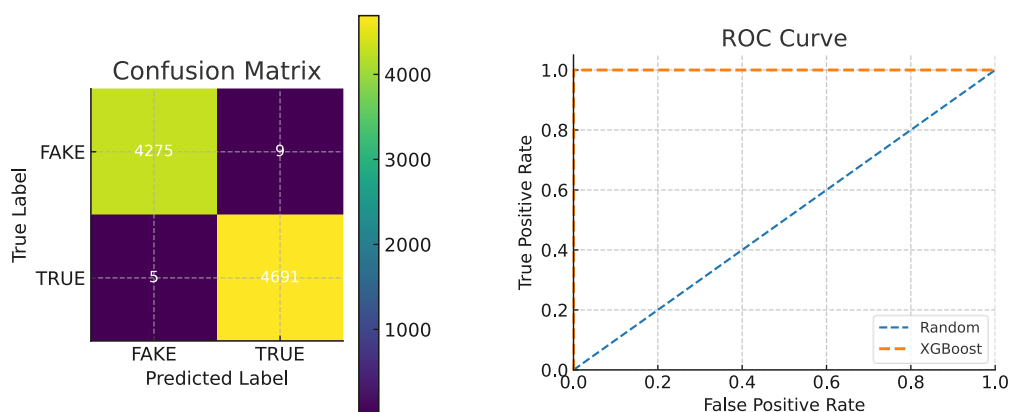 Confusion Matrix
True Label
FAKE
TRUE
4275
9
5
4691
FAKE
TRUE
Predicted Label
4000
3000
2000
1000
ROC Curve
True Positive Rate
1.0
0.8
0.6
0.4
0.2
0.0
0.0
0.2
0.4
0.6
0.8
1.0
False Positive Rate
Random
XGBoost